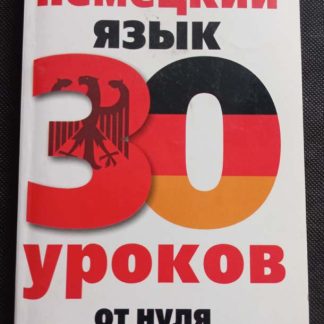 немецкий
язык
30
уроков
от нуля